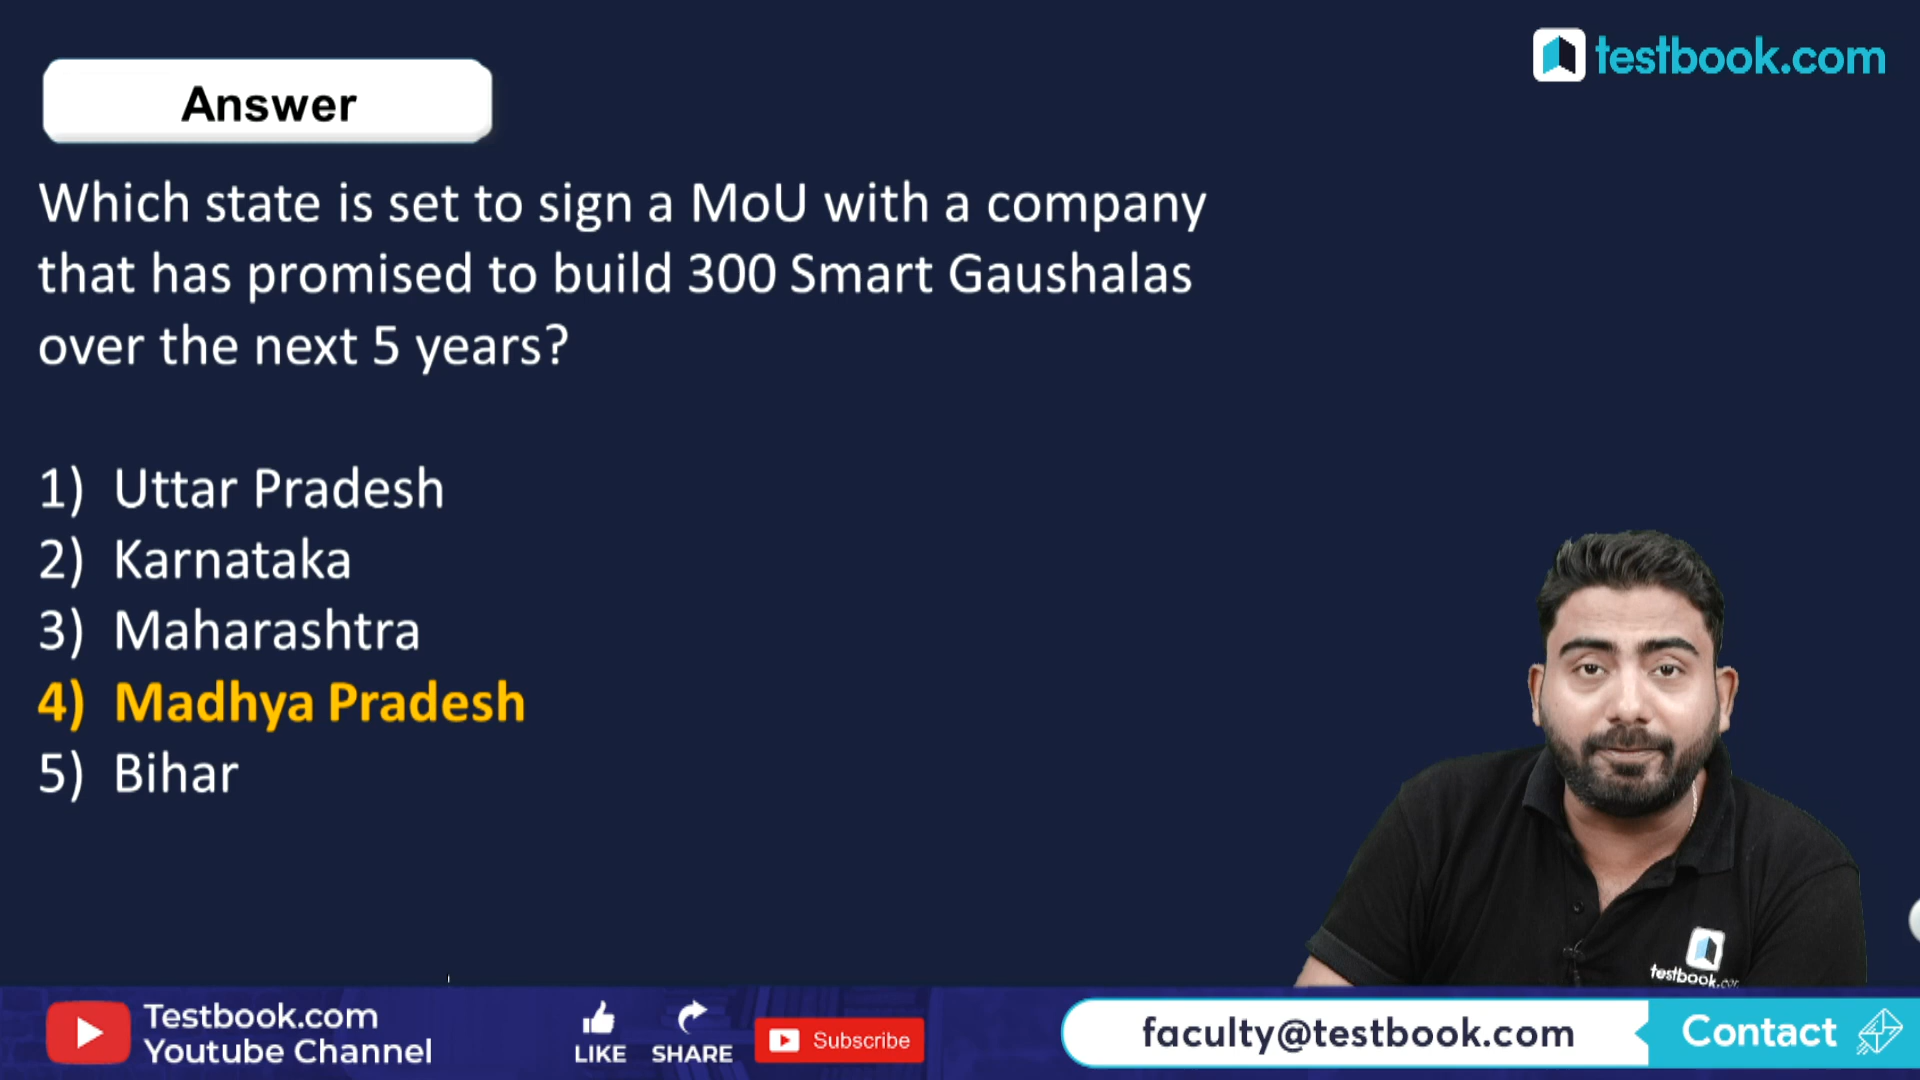 testbook.com
Answer
Which state is set to sign a MoU with a company
that has promised to build 300 Smart Gaushalas
over the next 5 years?
1) Uttar Pradesh
2) Karnataka
3) Maharashtra
4) Madhya Pradesh
5) Bihar
testbook.com
Testbook.com
Youtube Channel
LIKE
SHARE
Subscribe
faculty@testbook.com
Contact